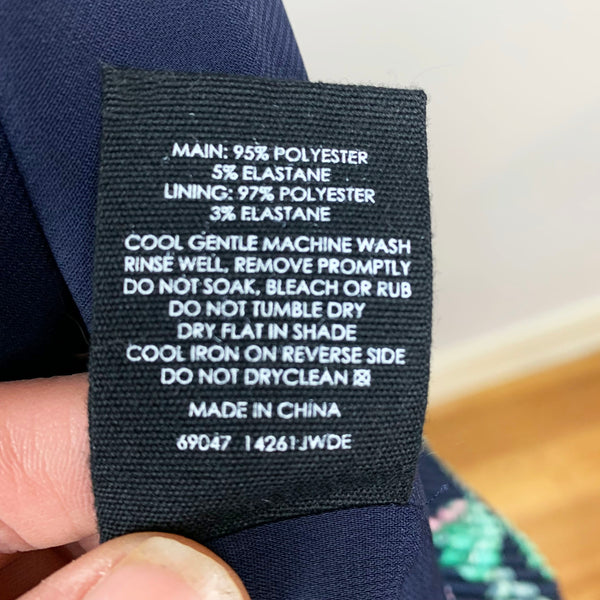 MAIN: 95% POLYESTER
5% ELASTANE
LINING: 97% POLYESTER
3% ELASTANE
COOL GENTLE MACHINE WASH
RINSE WELL, REMOVE PROMPTLY
DO NOT SOAK, BLEACH OR RUB
DO NOT TUMBLE DRY
DRY FLAT IN SHADE
COOL IRON ON REVERSE SIDE
DO NOT DRYCLEAN
MADE IN CHINA
69047 14261JWDE